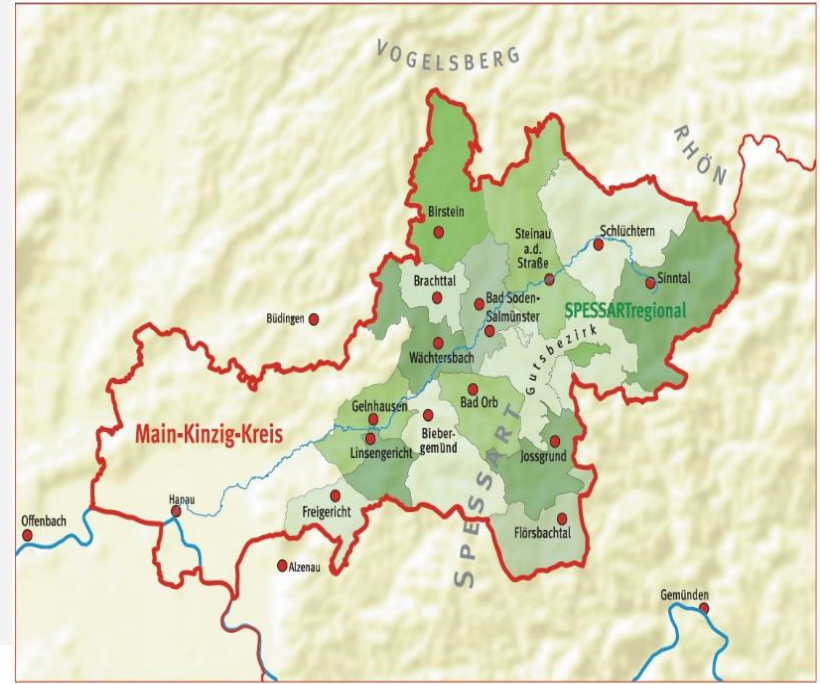 VOGELSBERG
RHÖN
Birstein
Steinau
a.d.
Straße
Schlüchtern
Sinntal
Brachttal
Bad Soden-
Salmünster
SPESSARTregional
Büdingen
Gutsbezirk
Wächtersbach
Bad Orb
Gelnhausen
Main-Kinzig-Kreis
Bieber-
gemünd
Linsengericht
Jossgrund
SPESSART
Hanau
Freigericht
Offenbach
Flörsbachtal
Alzenau
Gemünden